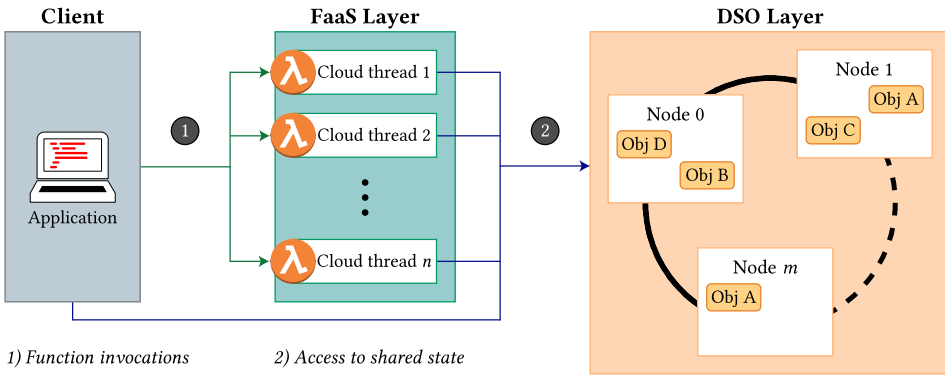 Client
FaaS Layer
DSO Layer
1
Application
λ
Cloud thread 1
λ
Cloud thread 2
λ
Cloud thread n
2
Node 0
Obj D
Obj B
Node 1
Obj A
Obj C
Node m
Obj A
1) Function invocations
2) Access to shared state